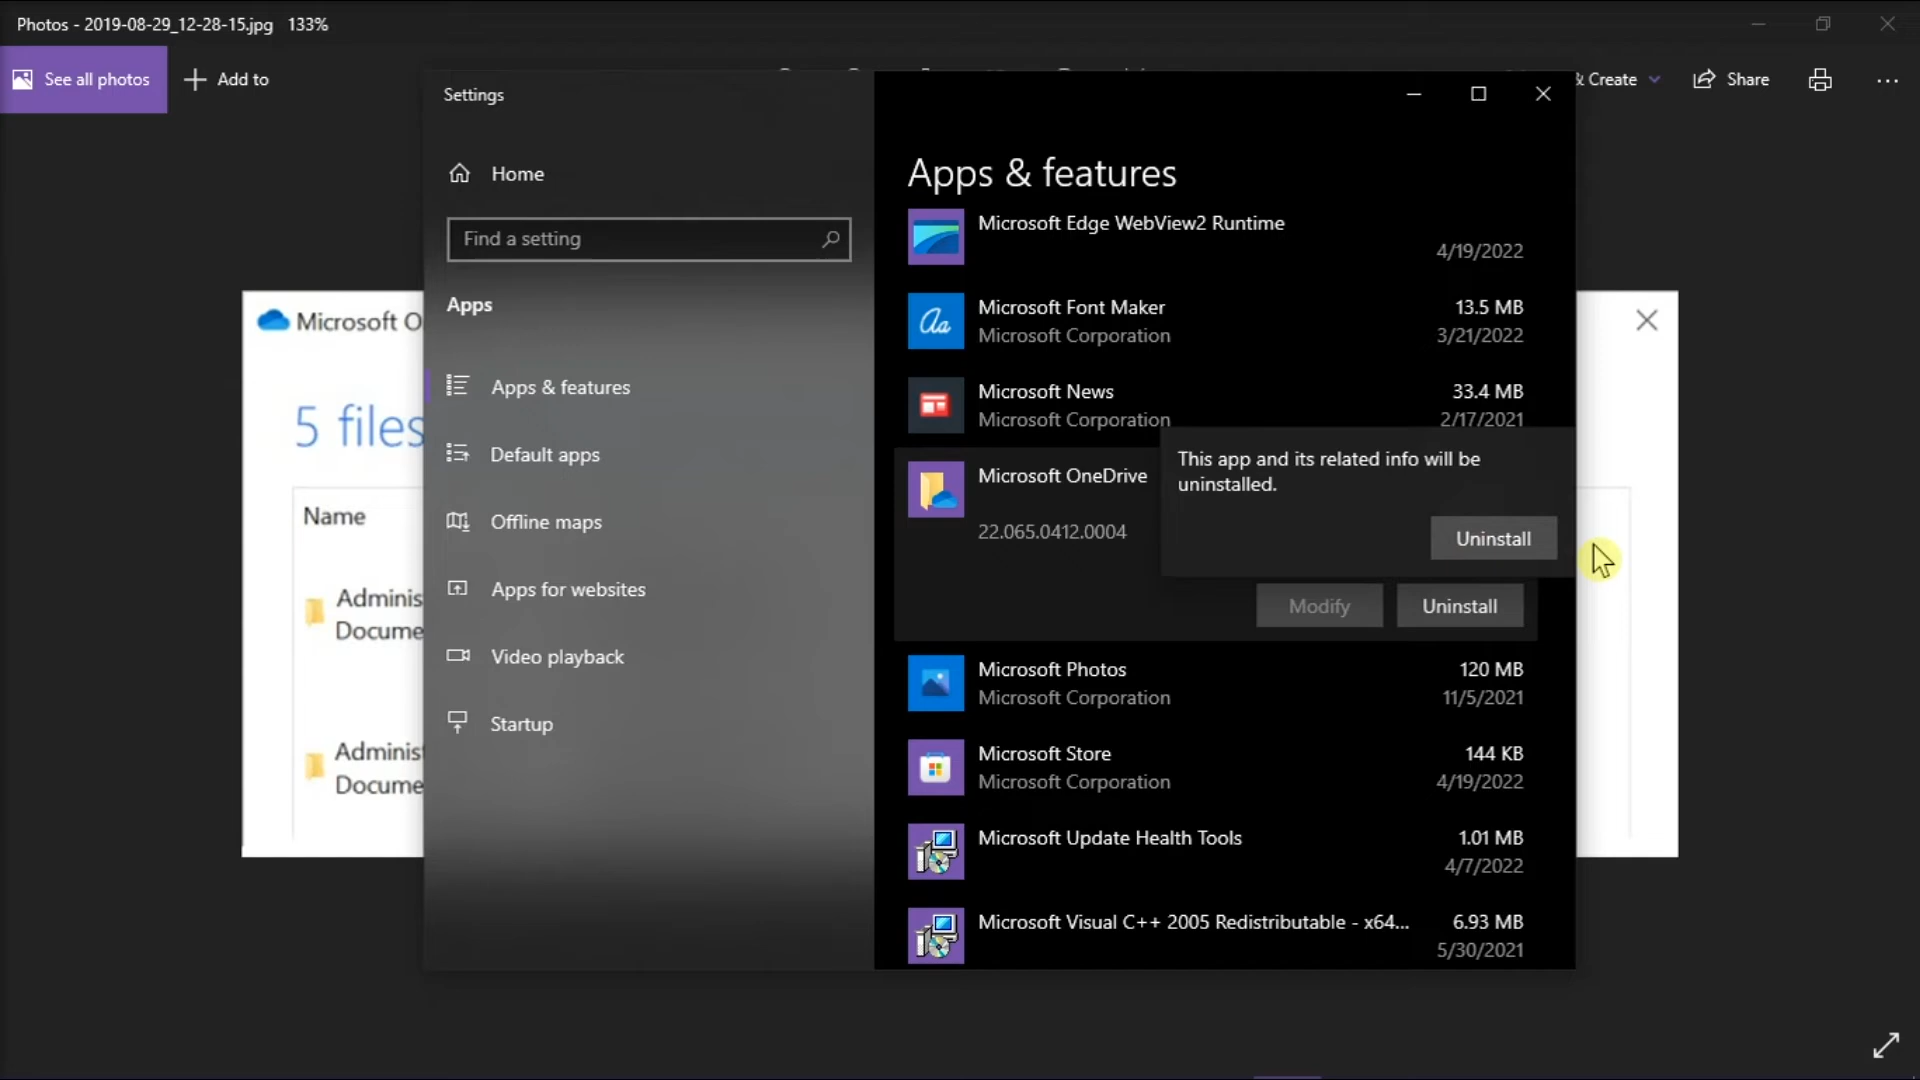 Photos - 2019-08-29_12-28-15.jpg 133%
See all photos
Add to
& Create
Share
Settings
Home
Find a setting
Apps
Apps & features
Default apps
Offline maps
Apps for websites
Video playback
Startup
Apps & features
Microsoft Edge WebView2 Runtime
4/19/2022
Microsoft Font Maker 13.5 MB
Microsoft Corporation 3/21/2022
Microsoft News 33.4 MB
Microsoft Corporation 2/17/2021
Microsoft OneDrive
22.065.0412.0004
This app and its related info will be
uninstalled.
Uninstall
Modify Uninstall
Microsoft Photos 120 MB
Microsoft Corporation 11/5/2021
Microsoft Store 144 KB
Microsoft Corporation 4/19/2022
Microsoft Update Health Tools 1.01 MB
4/7/2022
Microsoft Visual C++ 2005 Redistributable - x64... 6.93 MB
5/30/2021
Microsoft O
5 files
Name
Adminis
Docume
Administ
Docume